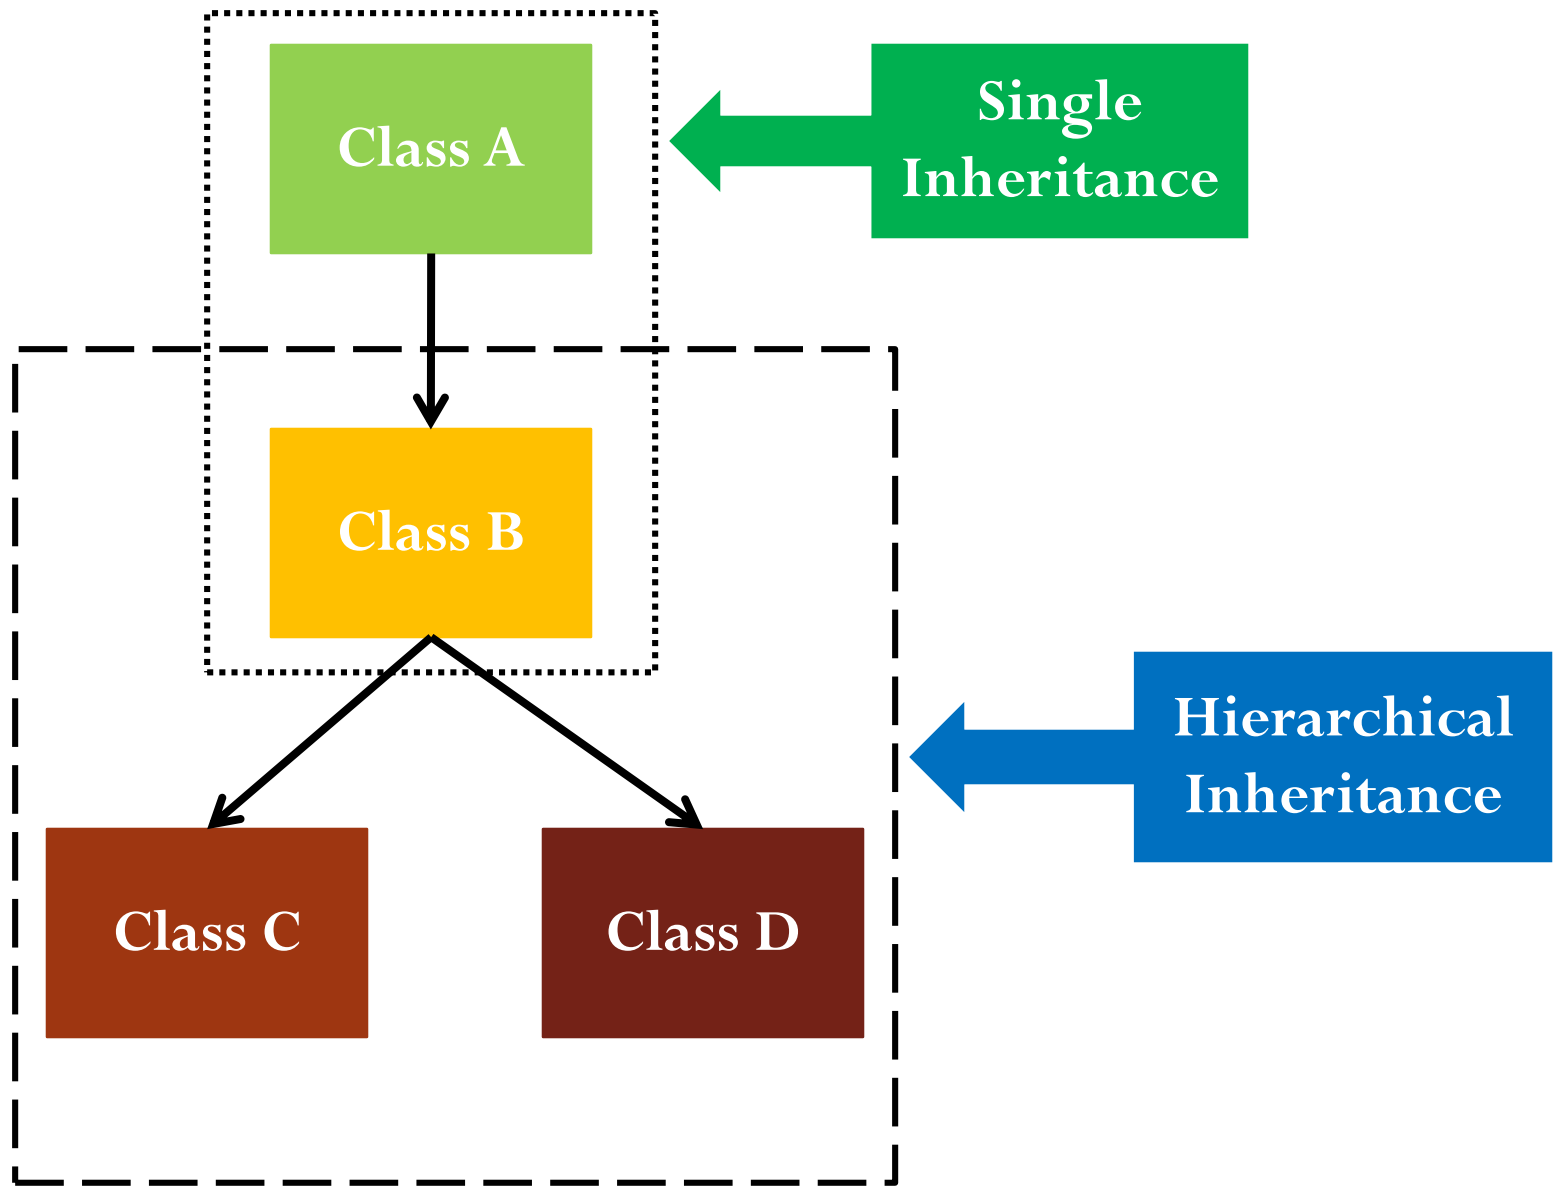 Class A
Single
Inheritance
Class B
Hierarchical
Inheritance
Class C
Class D